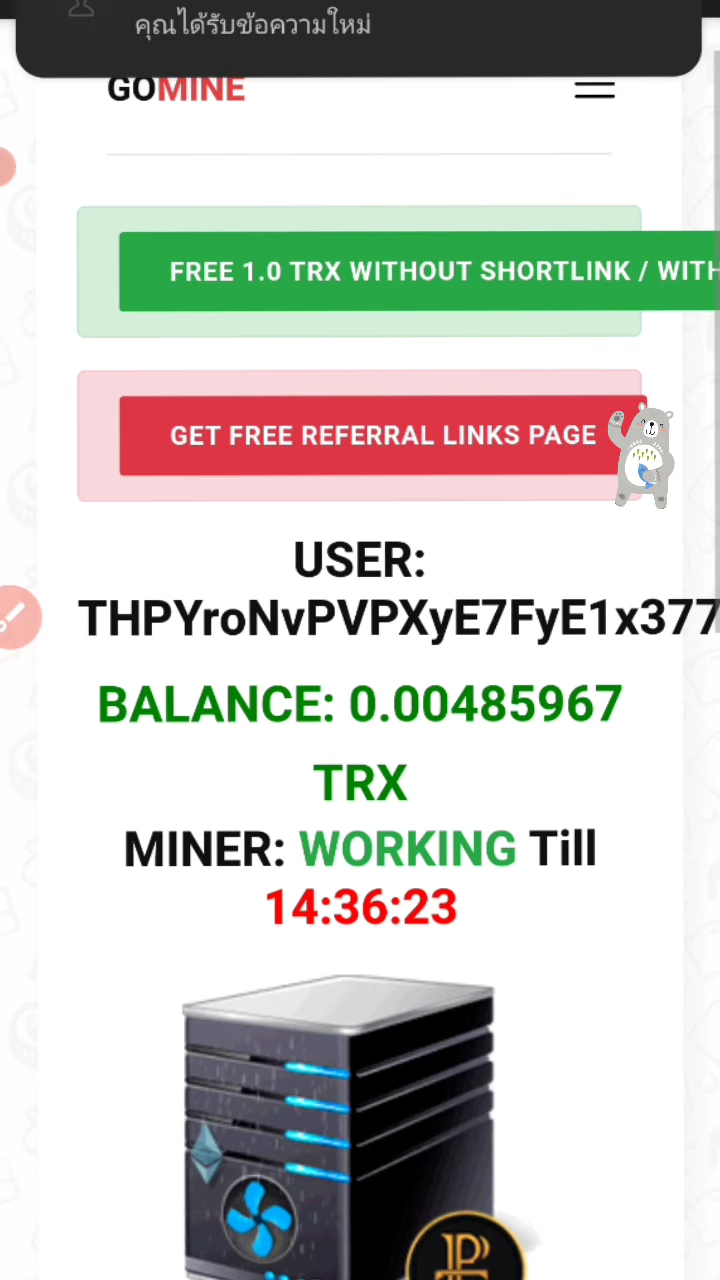 คุณได้รับข้อความใหม่
GOMINE
FREE 1.0 TRX WITHOUT SHORTLINK / WITH
GET FREE REFERRAL LINKS PAGE
USER:
THPYroNvPVPXyE7FyE1x377
BALANCE: 0.00485967
TRX
MINER: WORKING Till
14:36:23